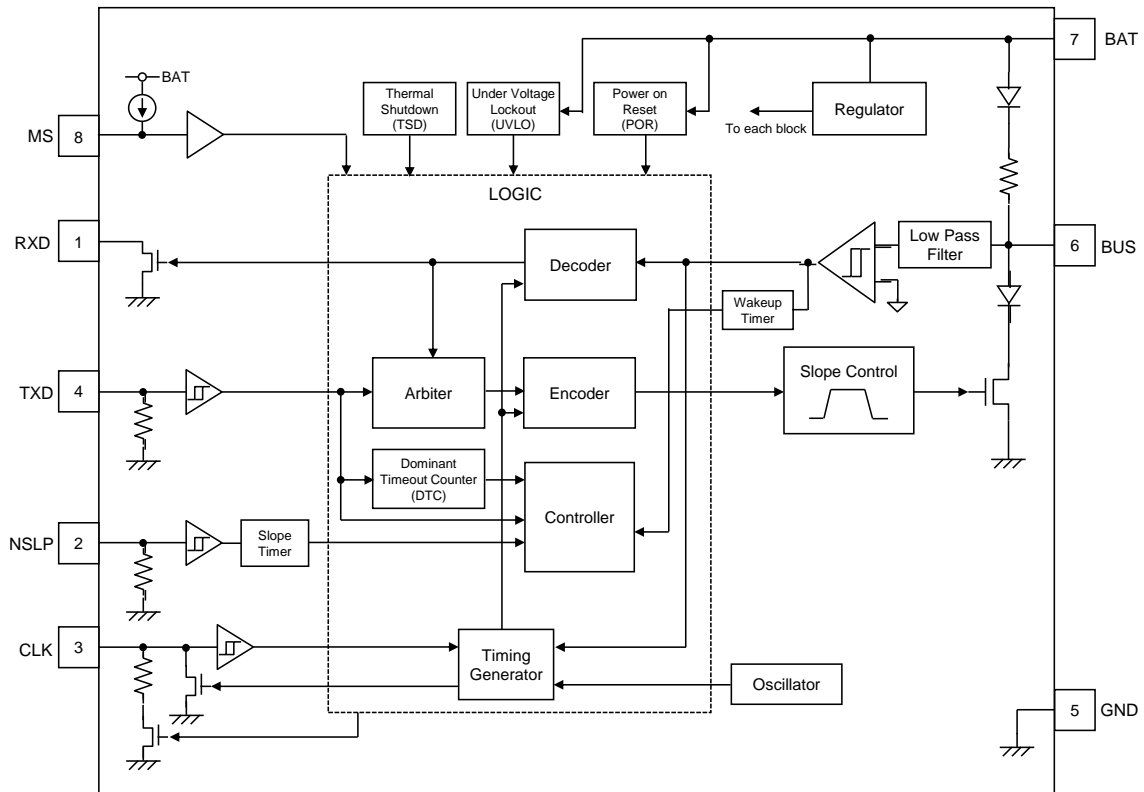 7
BAT
BAT
Thermal
Shutdown
(TSD)
Under Voltage
Lockout
(UVLO)
Power on
Reset
(POR)
Regulator
To each block
MS
8
LOGIC
RXD
1
Decoder
Low Pass
Filter
6
BUS
Wakeup
Timer
TXD
4
Arbiter
Encoder
Slope Control
Dominant
Timeout Counter
(DTC)
Controller
NSLP
2
Slope
Timer
CLK
3
Timing
Generator
Oscillator
5
GND